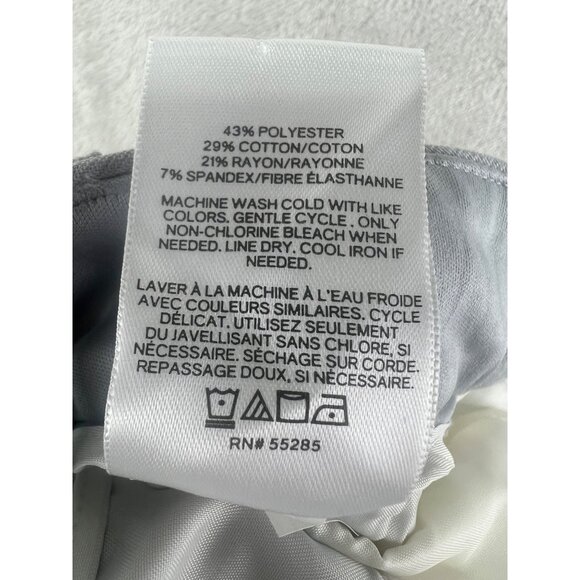 43% POLYESTER
29% COTTON/COTON
21% RAYON/RAYONNE
7% SPANDEX/FIBRE ÉLASTHANNE
MACHINE WASH COLD WITH LIKE
COLORS. GENTLE CYCLE . ONLY
NON-CHLORINE BLEACH WHEN
NEEDED. LINE DRY. COOL IRON IF
NEEDED.
LAVER À LA MACHINE À L'EAU FROIDE
AVEC COULEURS SIMILAIRES. CYCLE
DÉLICAT. UTILISEZ SEULEMENT
DU JAVELLISANT SANS CHLORE, SI
NÉCESSAIRE. SÉCHAGE SUR CORDE.
REPASSAGE DOUX, SI NÉCESSAIRE.
RN# 55285